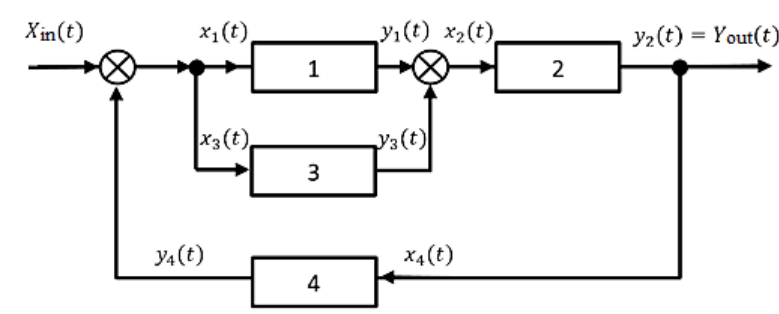 X_in(t) x_1(t) y_1(t) x_2(t) y_2(t) = Y_out(t)
1 2
x_3(t) y_3(t)
3
y_4(t) x_4(t)
4